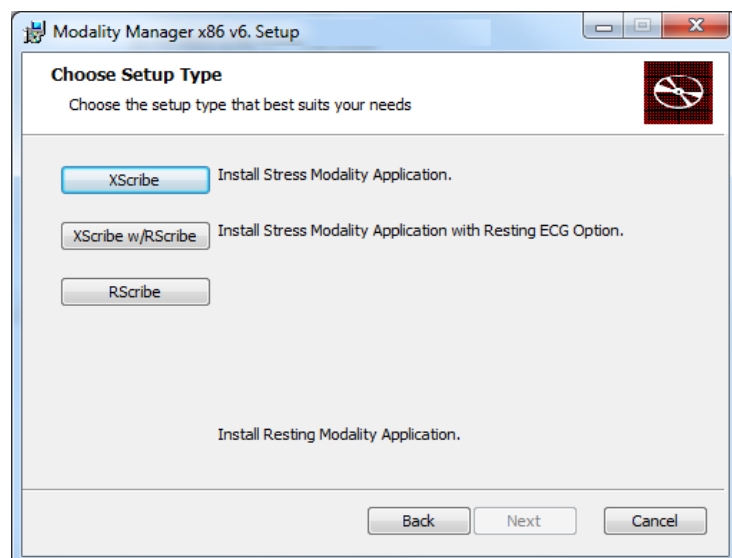 Modality Manager x86 v6. Setup
Choose Setup Type
Choose the setup type that best suits your needs
XScribe Install Stress Modality Application.
XScribe w/RScribe Install Stress Modality Application with Resting ECG Option.
RScribe
Install Resting Modality Application.
Back Next Cancel